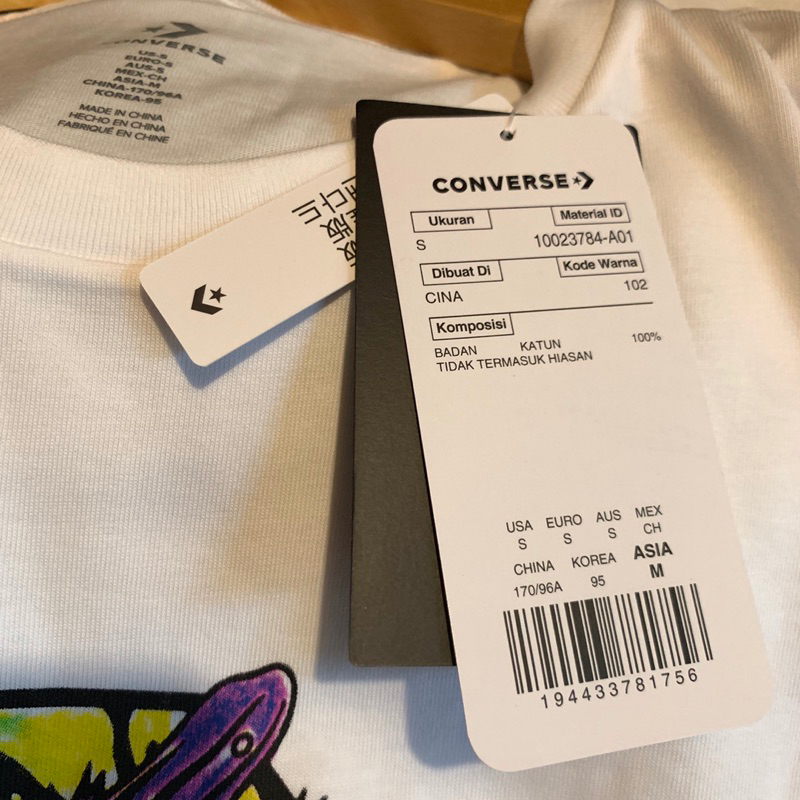 CONVERSE
US-S
EURO-S
AUS-S
MEX-CH
ASIA-M
CHINA-170/96A
KOREA-95
MADE IN CHINA
HECHO EN CHINA
FABRIQUÉ EN CHINE
CONVERSE
Ukuran Material ID
S 10023784-A01
Dibuat Di Kode Warna
CINA 102
Komposisi
BADAN KATUN 100%
TIDAK TERMASUK HIASAN
USA EURO AUS MEX
S S S CH
CHINA KOREA ASIA
170/96A 95 M
194433781756